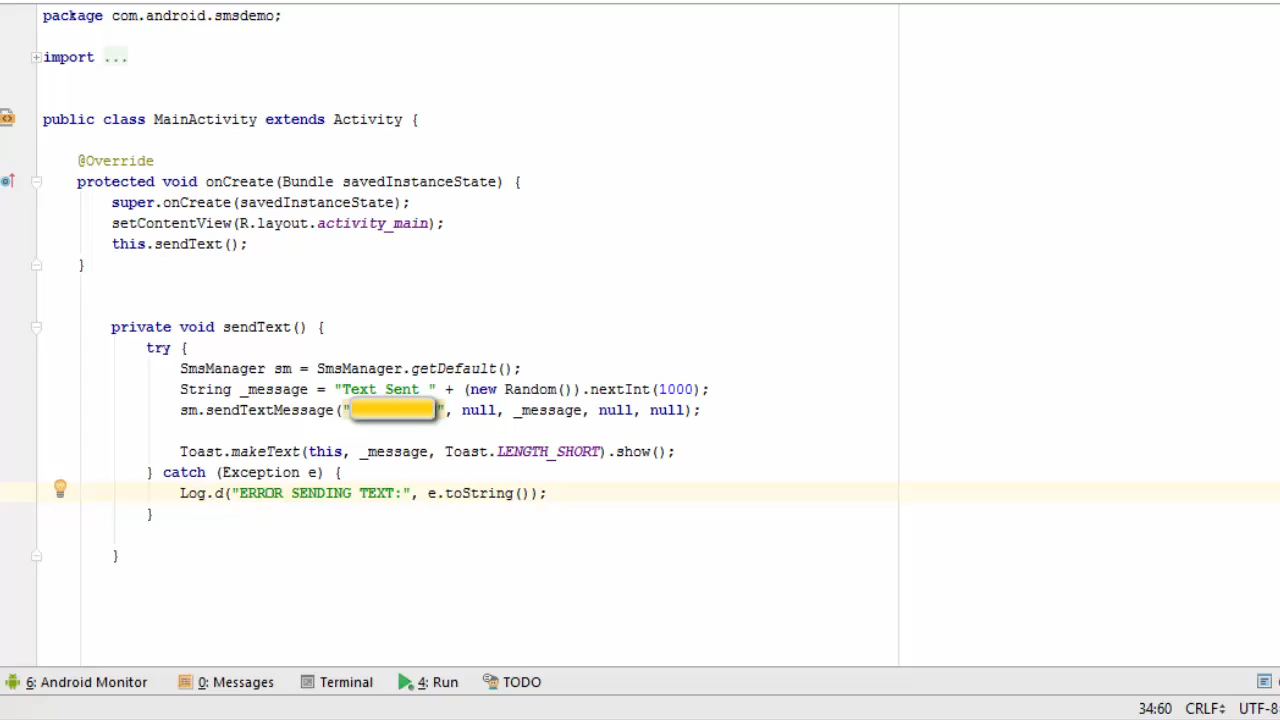 package com.android.smsdemo;
import ...
public class MainActivity extends Activity {
@Override
protected void onCreate(Bundle savedInstanceState) {
super.onCreate(savedInstanceState);
setContentView(R.layout.activity_main);
this.sendText();
}
private void sendText() {
try {
SmsManager sm = SmsManager.getDefault();
String _message = "Text Sent " + (new Random()).nextInt(1000);
sm.sendTextMessage("", null, _message, null, null);
Toast.makeText(this, _message, Toast.LENGTH_SHORT).show();
} catch (Exception e) {
Log.d("ERROR SENDING TEXT:", e.toString());
}
}
6: Android Monitor 0: Messages Terminal 4: Run TODO
34:60 CRLF UTF-8